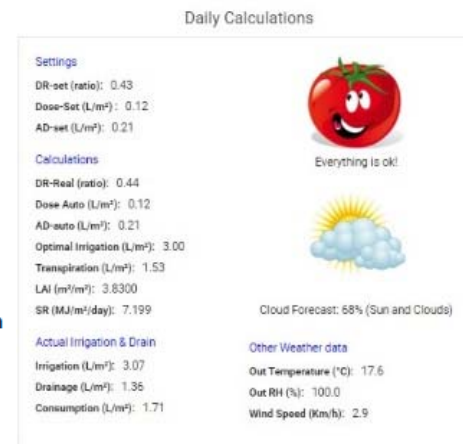 Daily Calculations
Settings
DR-set (ratio): 0.43
Dose-Set (L/m²): 0.12
AD-set (L/m²): 0.21
Everything is ok!
Calculations
DR-Real (ratio): 0.44
Dose Auto (L/m²): 0.12
AD-auto (L/m²): 0.21
Optimal Irrigation (L/m²): 3.00
Transpiration (L/m²): 1.53
LAI (m²/m²): 3.8300
SR (MJ/m²/day): 7.199
Cloud Forecast: 68% (Sun and Clouds)
Actual Irrigation & Drain
Irrigation (L/m²): 3.07
Drainage (L/m²): 1.36
Consumption (L/m²): 1.71
Other Weather data
Out Temperature (°C): 17.6
Out RH (%): 100.0
Wind Speed (Km/h): 2.9